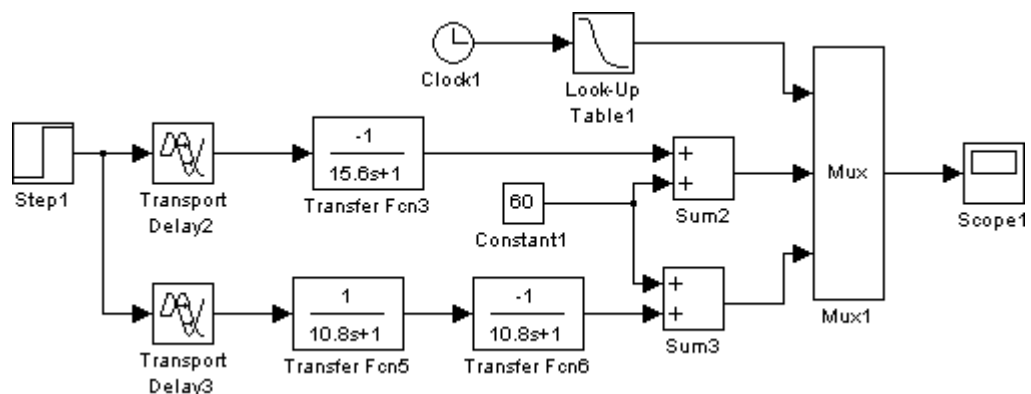 Clock1
Look-Up
Table1
Step1
Transport
Delay2
-1
15.6s+1
Transfer Fcn3
60
Constant1
+
+
Sum2
Mux
Mux1
Scope1
Transport
Delay3
1
10.8s+1
Transfer Fcn5
-1
10.8s+1
Transfer Fcn6
+
+
Sum3